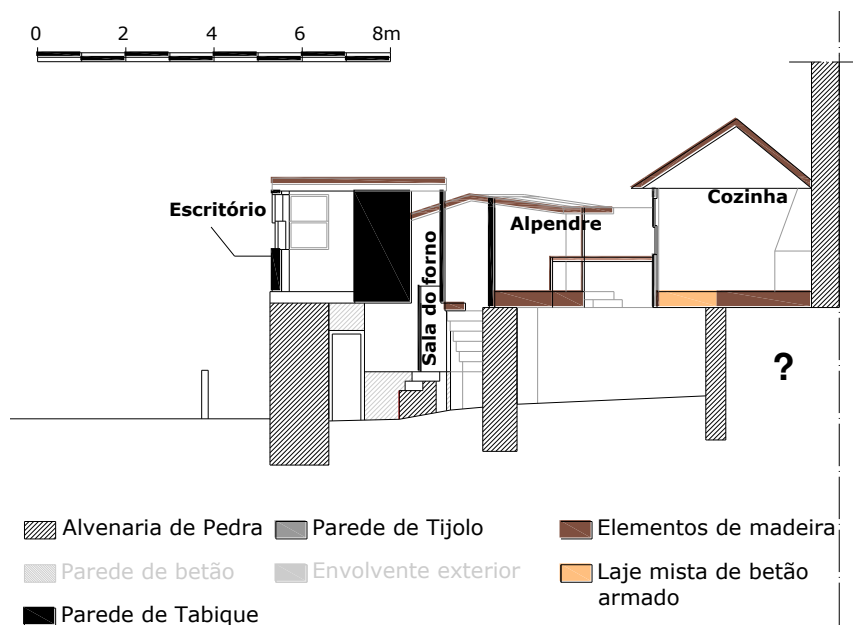 0 2 4 6 8m
Cozinha
Escritório
Alpendre
Sala do forno
?
Alvenaria de Pedra
Parede de Tijolo
Elementos de madeira
Parede de betão
Envolvente exterior
Laje mista de betão
armado
Parede de Tabique